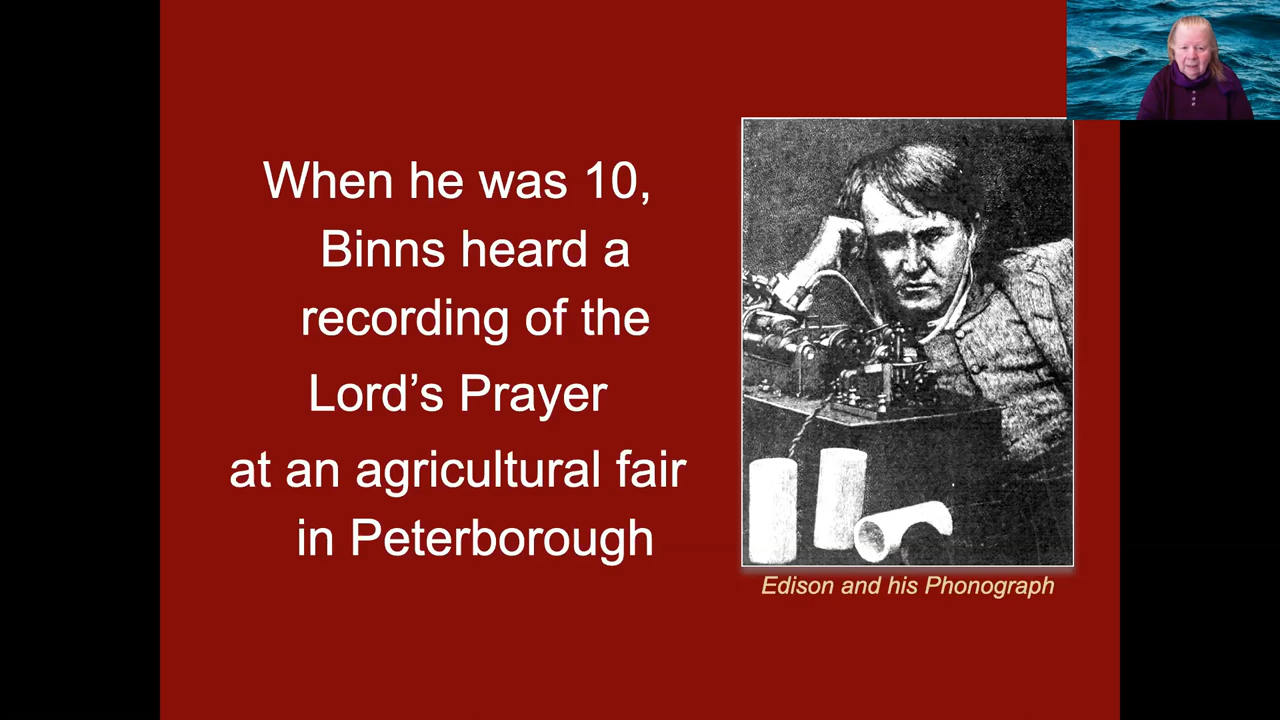 When he was 10,
Binns heard a
recording of the
Lord’s Prayer
at an agricultural fair
in Peterborough
Edison and his Phonograph